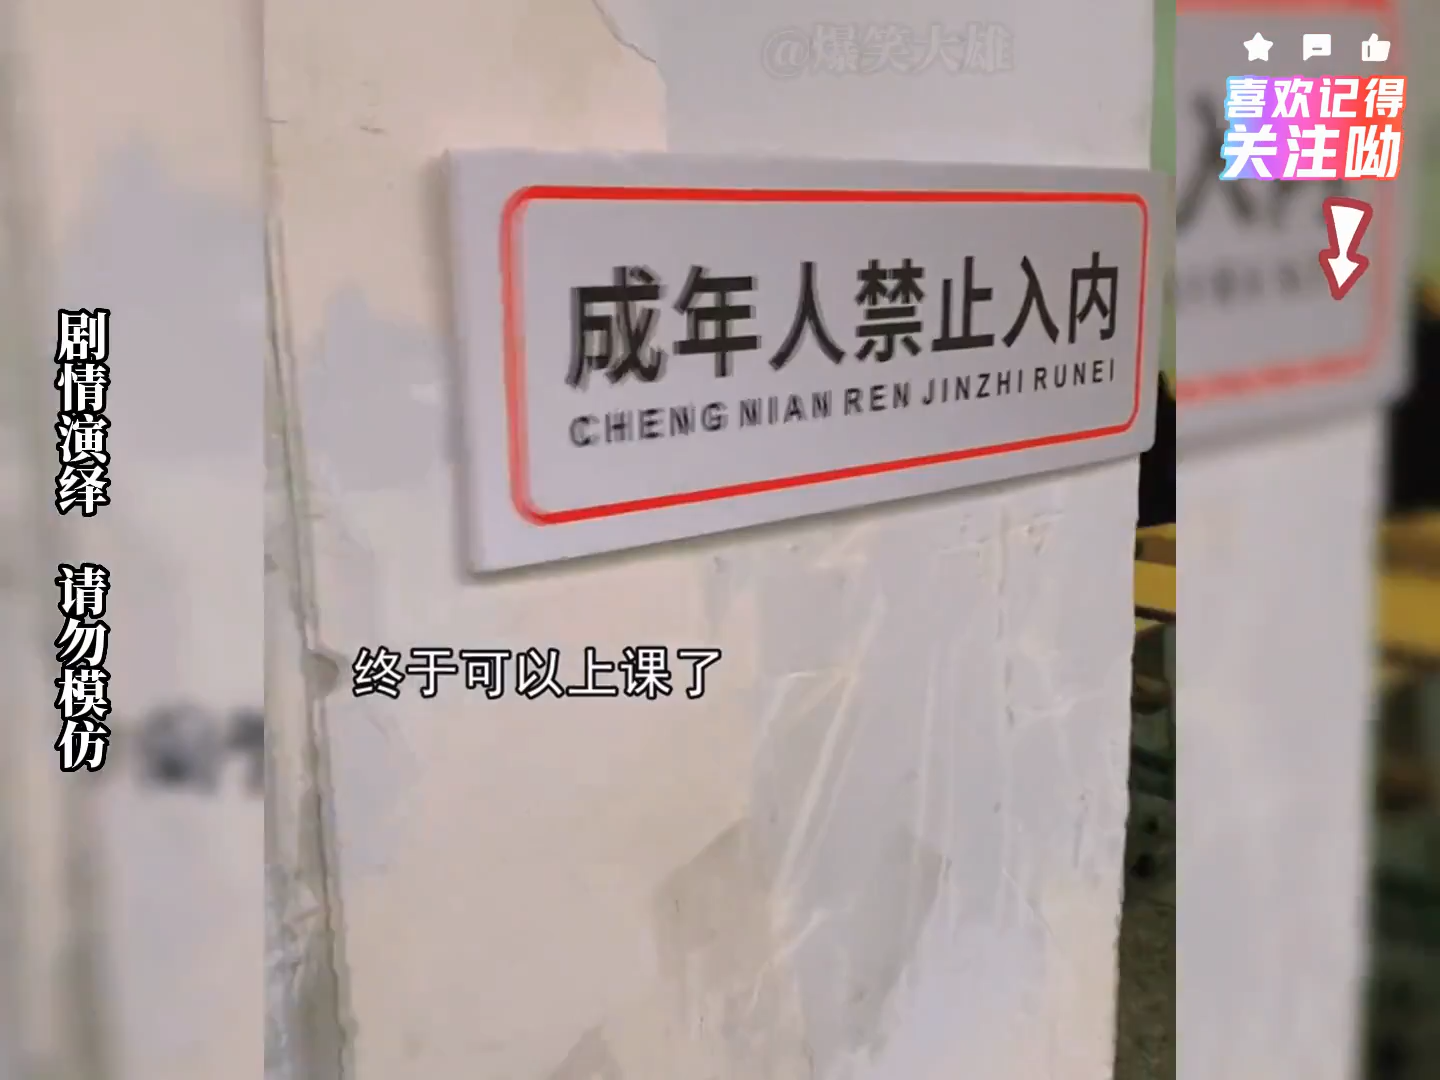 @爆笑大雄
喜欢记得
关注呦
成年人禁止入内
CHENG NIAN REN JINZHI RUNEI
剧情演绎 请勿模仿
终于可以上课了